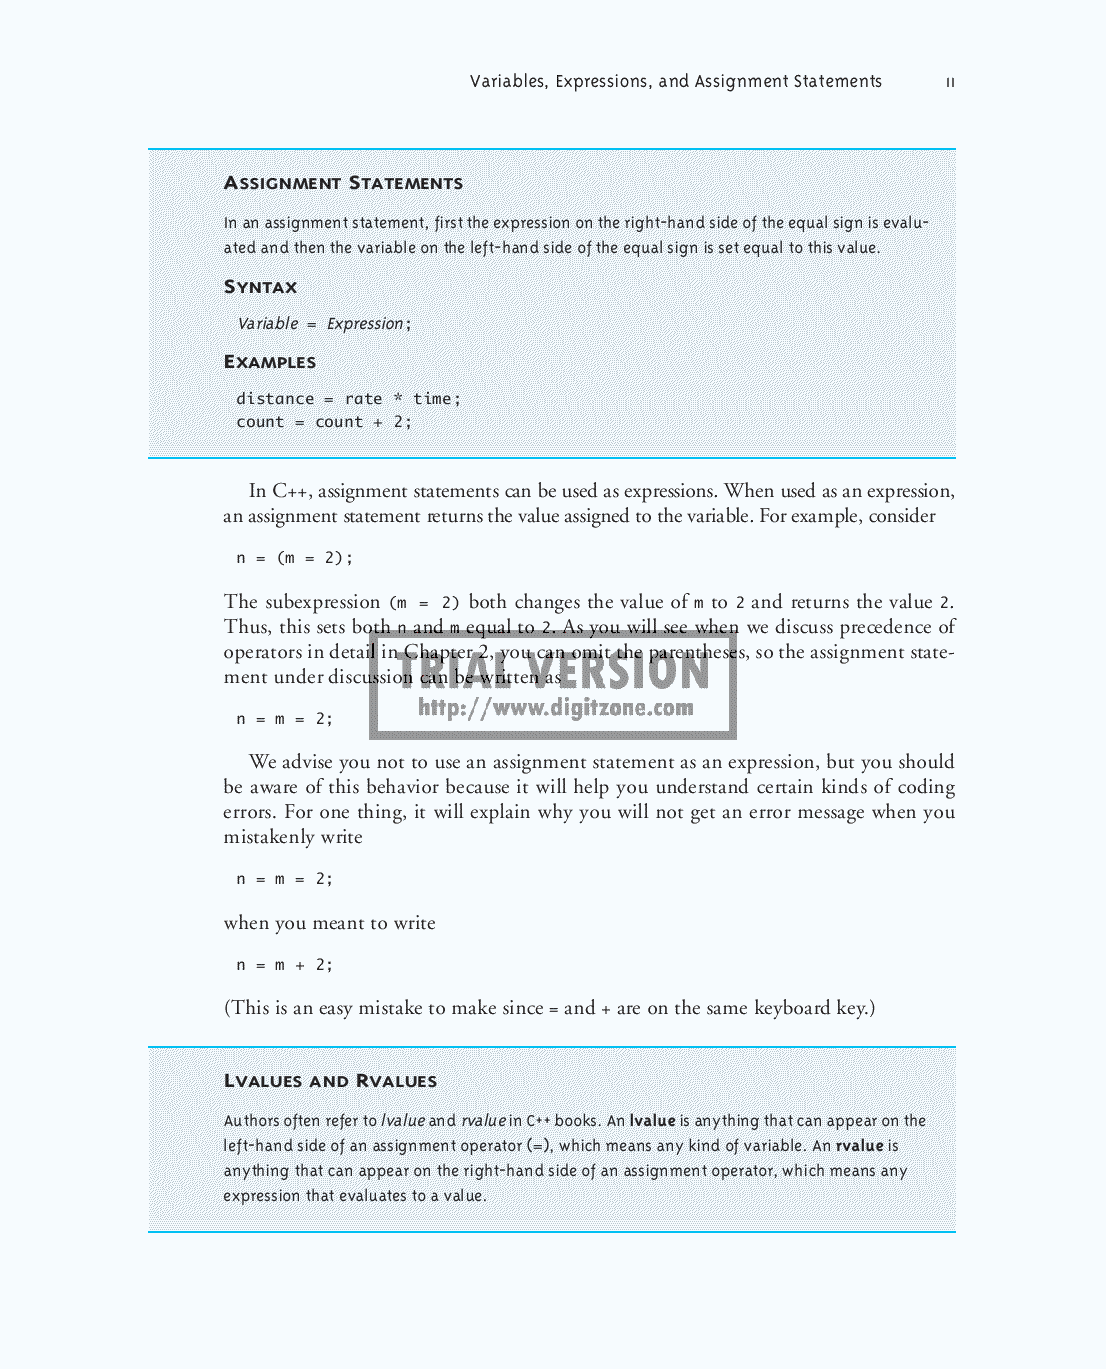 Variables, Expressions, and Assignment Statements 11
ASSIGNMENT STATEMENTS
In an assignment statement, first the expression on the right-hand side of the equal sign is evalu-
ated and then the variable on the left-hand side of the equal sign is set equal to this value.
SYNTAX
Variable = Expression;
EXAMPLES
distance = rate * time;
count = count + 2;
In C++, assignment statements can be used as expressions. When used as an expression,
an assignment statement returns the value assigned to the variable. For example, consider
n = (m = 2);
The subexpression (m = 2) both changes the value of m to 2 and returns the value 2.
Thus, this sets both n and m equal to 2. As you will see when we discuss precedence of
operators in detail in Chapter 2, you can omit the parentheses, so the assignment state-
ment under discussion can be written as
TRIAL VERSION
http://www.digitzone.com
n = m = 2;
We advise you not to use an assignment statement as an expression, but you should
be aware of this behavior because it will help you understand certain kinds of coding
errors. For one thing, it will explain why you will not get an error message when you
mistakenly write
n = m = 2;
when you meant to write
n = m + 2;
(This is an easy mistake to make since = and + are on the same keyboard key.)
LVALUES AND RVALUES
Authors often refer to lvalue and rvalue in C++ books. An lvalue is anything that can appear on the
left-hand side of an assignment operator (=), which means any kind of variable. An rvalue is
anything that can appear on the right-hand side of an assignment operator, which means any
expression that evaluates to a value.